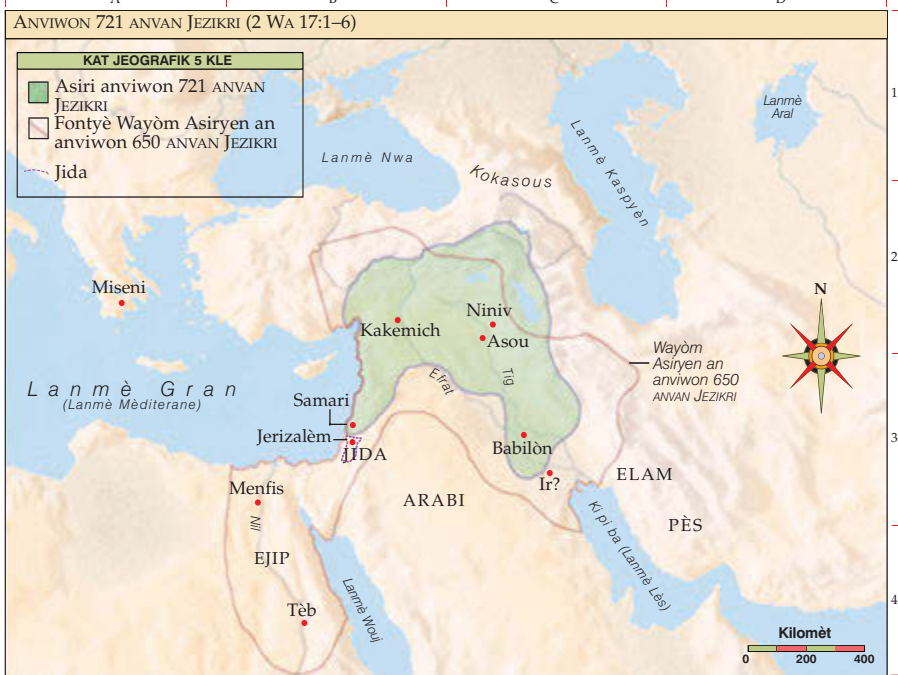 A B C D
ANVIWON 721 ANVAN JEZIKRI (2 WA 17:1–6)
KAT JEOGRAFIK 5 KLE
Asiri anviwon 721 ANVAN
JEZIKRI
Fontyè Wayòm Asiryen an
anviwon 650 ANVAN JEZIKRI
Jida
1
Lanmè
Aral
Lanmè Nwa
Kokasous
Lanmè Kaspyèn
2
Miseni
Niniv
Kakemich
Asou
N
Wayòm
Asiryen an
anviwon 650
ANVAN JEZIKRI
Lanmè Gran
(Lanmè Mèditerane)
Efrat
Tig
Samari
Jerizalèm
JIDA
Babilòn
3
Menfis
Ir?
ELAM
ARABI
PÈS
Nil
EJIP
Ki pi ba (Lanmè Lès)
Lanmè Wouj
Tèb
4
Kilomèt
0 200 400